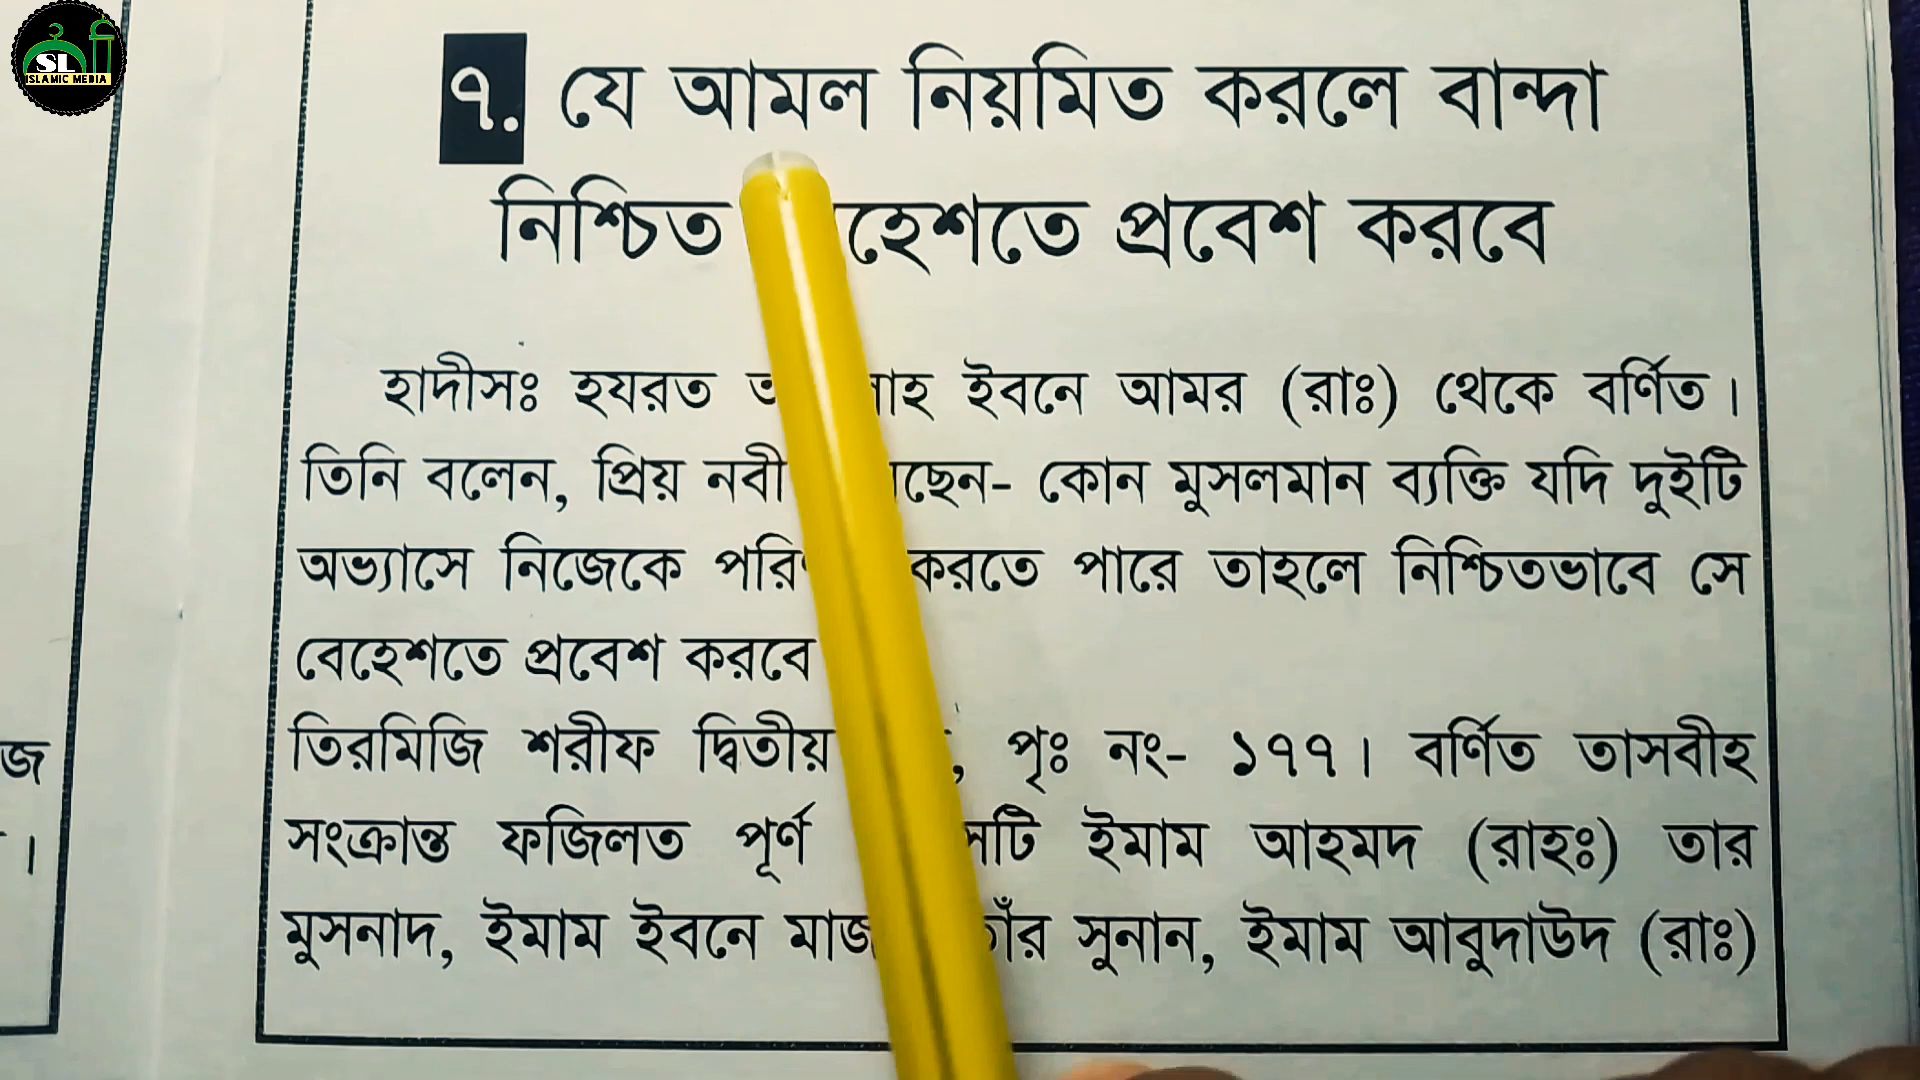 SL
ISLAMIC MEDIA
৭. যে আমল নিয়মিত করলে বান্দা
নিশ্চিত প্রবেশ করবে
হাদীসঃ হযরত ইবনে আমর (রাঃ) থেকে বর্ণিত।
তিনি বলেন, প্রিয় নবী কোন মুসলমান ব্যক্তি যদি দুইটি
অভ্যাসে নিজেকে করতে পারে তাহলে নিশ্চিতভাবে সে
বেহেশতে প্রবেশ করবে
তিরমিজি শরীফ দ্বিতীয় , পৃঃ নং- ১৭৭। বর্ণিত তাসবীহ
সংক্রান্ত ফজিলত পূর্ণ ইমাম আহমদ (রাহঃ) তার
মুসনাদ, ইমাম ইবনে সুনান, ইমাম আবুদাউদ (রাঃ)